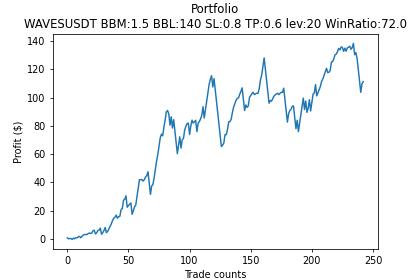 Portfolio
WAVESUSDT BBM:1.5 BBL:140 SL:0.8 TP:0.6 lev:20 WinRatio:72.0
140
120
100
80
60
40
20
0
Profit ($)
0 50 100 150 200 250
Trade counts